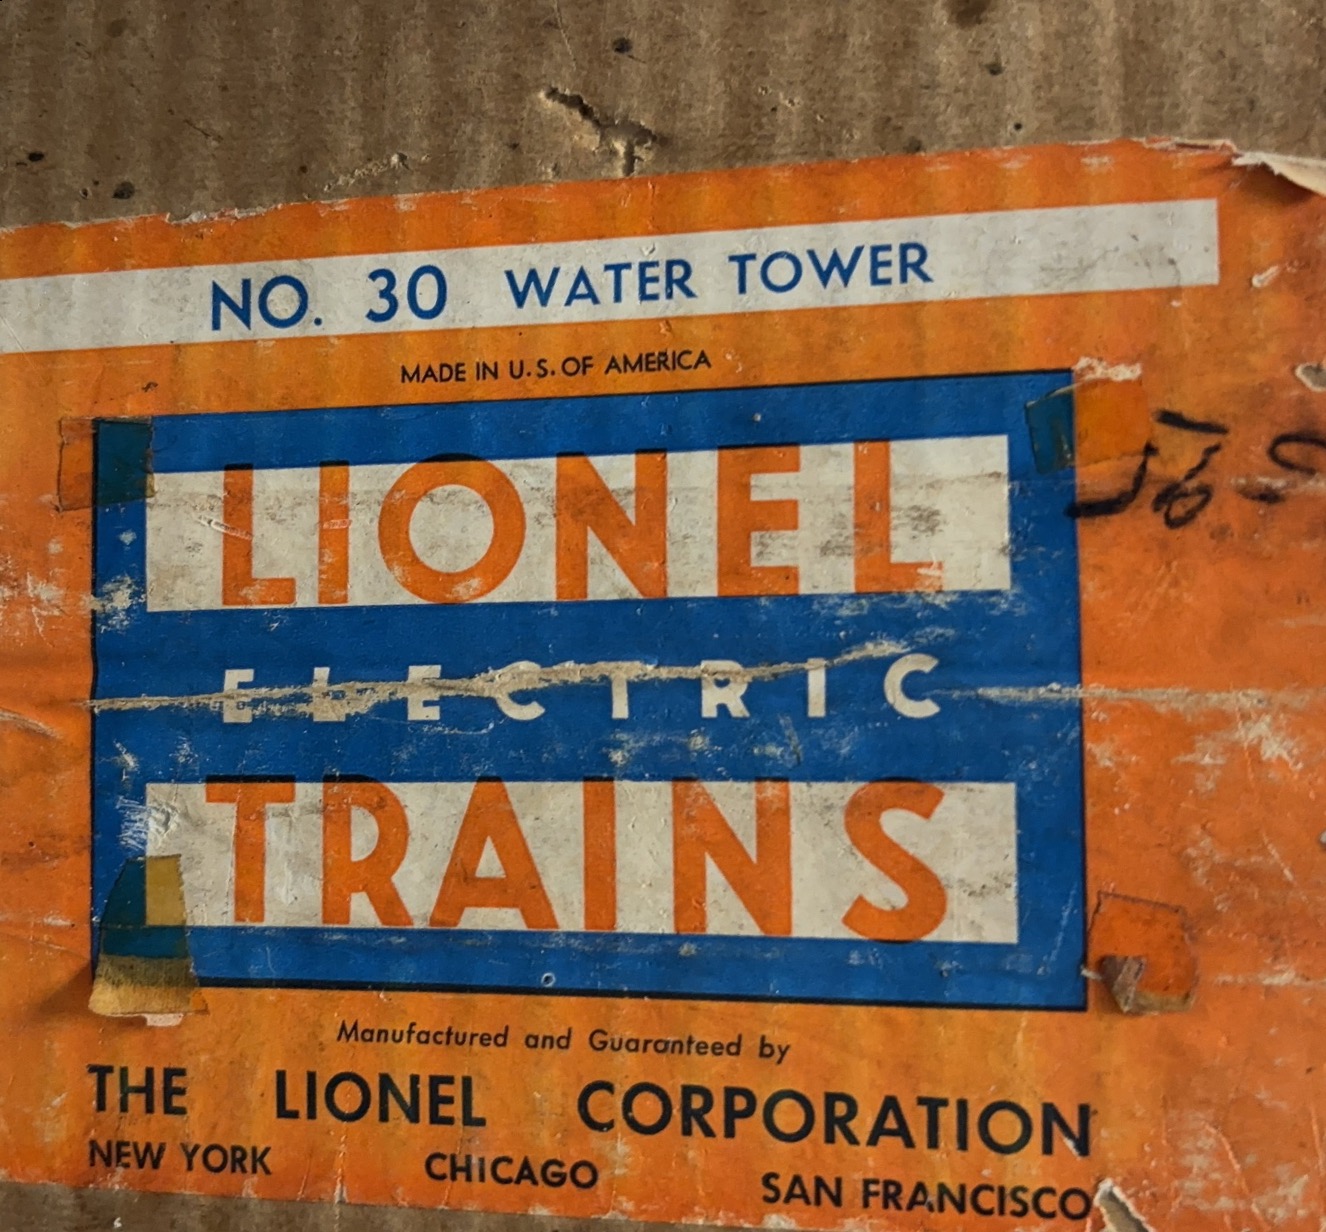 NO. 30 WATER TOWER
MADE IN U.S. OF AMERICA
LIONEL
ELECTRIC
TRAINS
Manufactured and Guaranteed by
THE LIONEL CORPORATION
NEW YORK CHICAGO SAN FRANCISCO